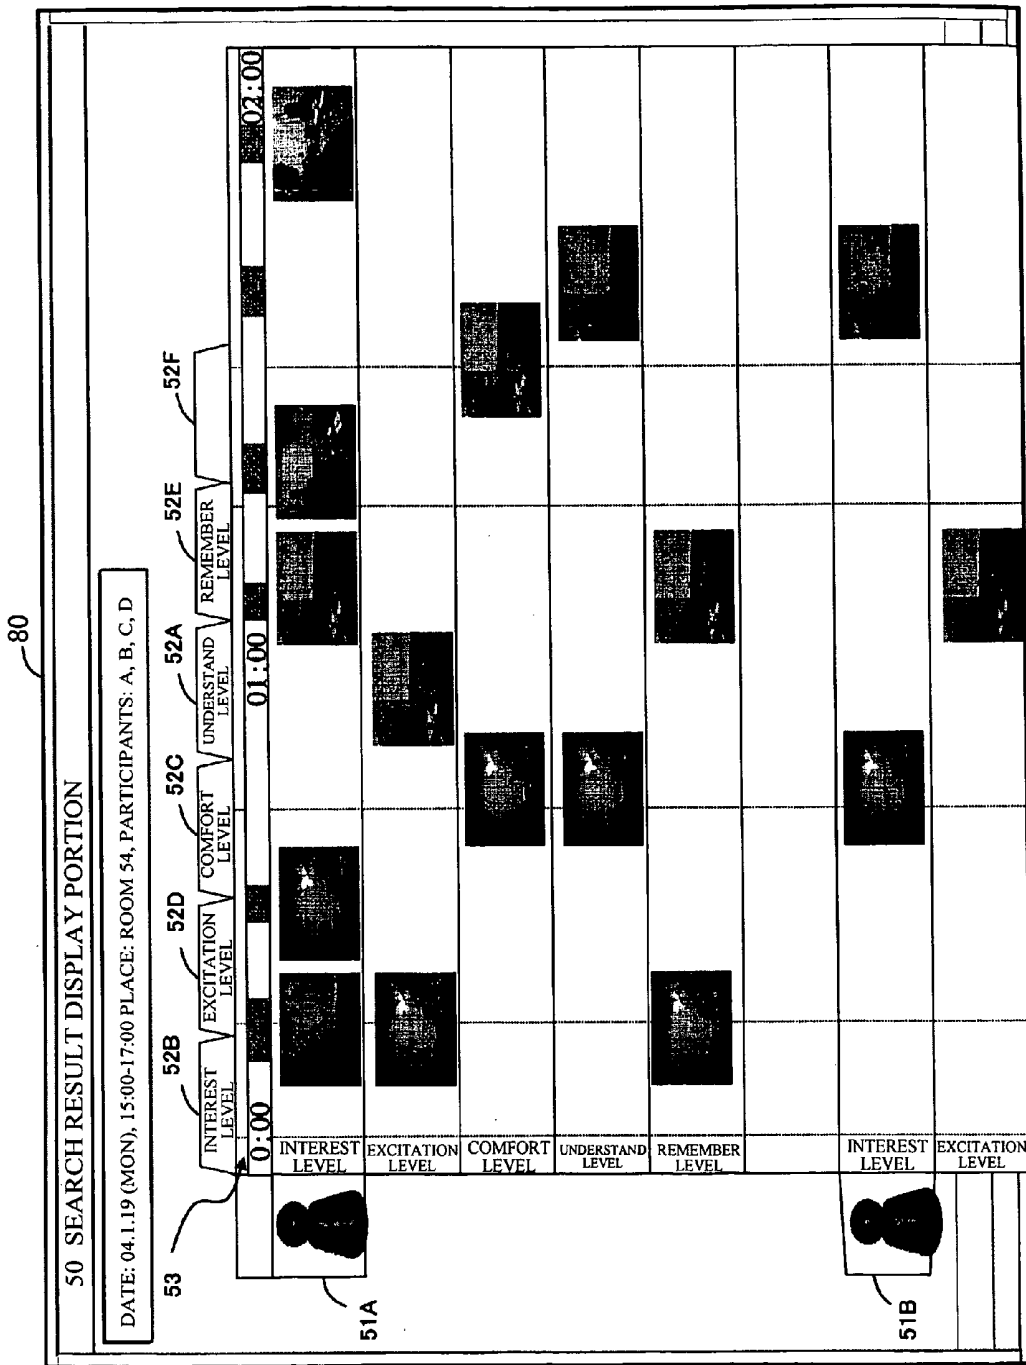 80
50 SEARCH RESULT DISPLAY PORTION
DATE: 04.1.19 (MON), 15:00-17:00 PLACE: ROOM 54, PARTICIPANTS: A, B, C, D
53
52B
52D
52C
52A
52E
52F
INTEREST
LEVEL
EXCITATION
LEVEL
COMFORT
LEVEL
UNDERSTAND
LEVEL
REMEMBER
LEVEL
0:00
01:00
02:00
51A
INTEREST
LEVEL
EXCITATION
LEVEL
COMFORT
LEVEL
UNDERSTAND
LEVEL
REMEMBER
LEVEL
51B
INTEREST
LEVEL
EXCITATION
LEVEL